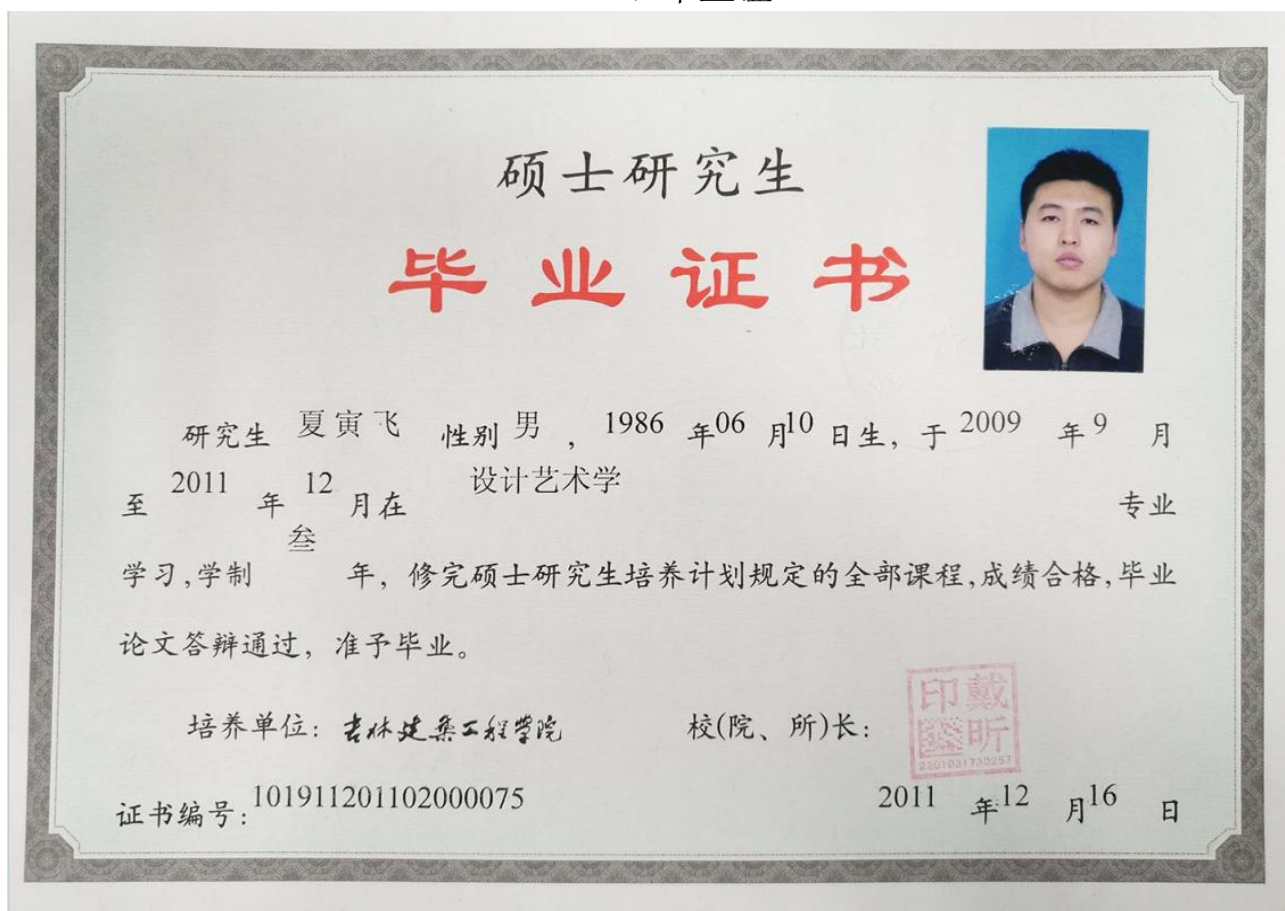 硕士研究生
毕业证书
研究生 夏寅飞 性别 男 , 1986 年 06 月 10 日生, 于 2009 年 9 月
至 2011 年 12 月在 设计艺术学 专业
学习,学制 叁 年, 修完硕士研究生培养计划规定的全部课程,成绩合格,毕业
论文答辩通过, 准予毕业。
培养单位: 吉林建筑工程学院 校(院、所)长:
戴昕
印
2201031730257
证书编号: 101911201102000075 2011 年 12 月 16 日